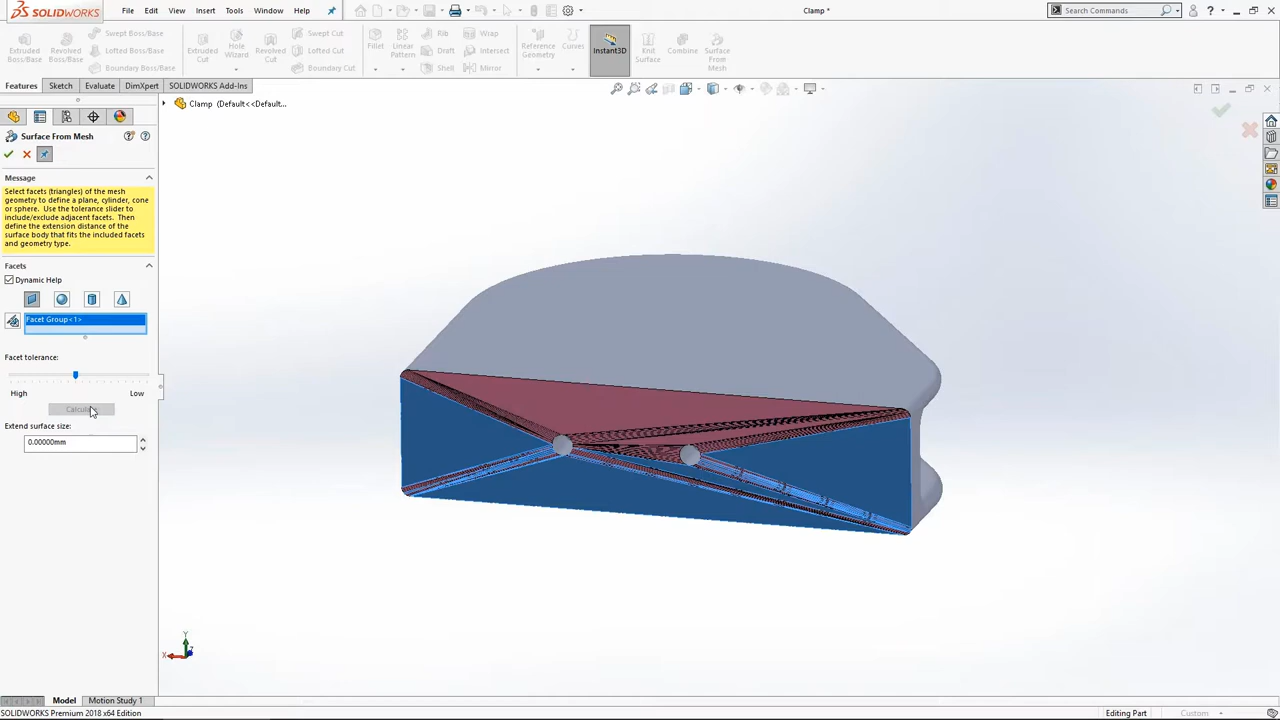 SOLIDWORKS
File Edit View Insert Tools Window Help
Clamp *
Search Commands
Extruded Boss/Base
Revolved Boss/Base
Swept Boss/Base
Lofted Boss/Base
Boundary Boss/Base
Extruded Cut
Hole Wizard
Revolved Cut
Swept Cut
Lofted Cut
Boundary Cut
Fillet
Linear Pattern
Rib
Draft
Shell
Wrap
Intersect
Mirror
Reference Geometry
Curves
Instant3D
Knit Surface
Combine
Surface From Mesh
Features Sketch Evaluate DimXpert SOLIDWORKS Add-Ins
Clamp (Default<<Default...
Surface From Mesh
Message
Select facets (triangles) of the mesh
geometry to define a plane, cylinder, cone
or sphere. Use the tolerance slider to
include/exclude adjacent facets. Then
define the extension distance of the
surface body that fits the included facets
and geometry type.
Facets
Dynamic Help
Facet Group<1>
Facet tolerance:
High Low
Extend surface size:
0.00000mm
Y
X
Z
Model Motion Study 1
SOLIDWORKS Premium 2018 x64 Edition
Editing Part
Custom